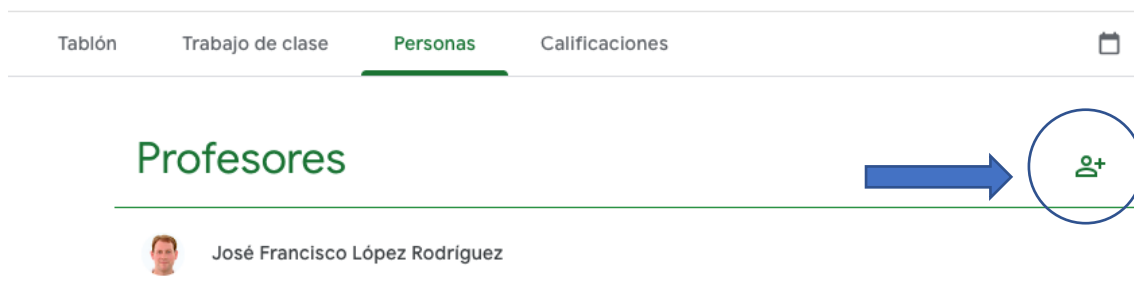 Tablón Trabajo de clase Personas Calificaciones
Profesores
José Francisco López Rodríguez